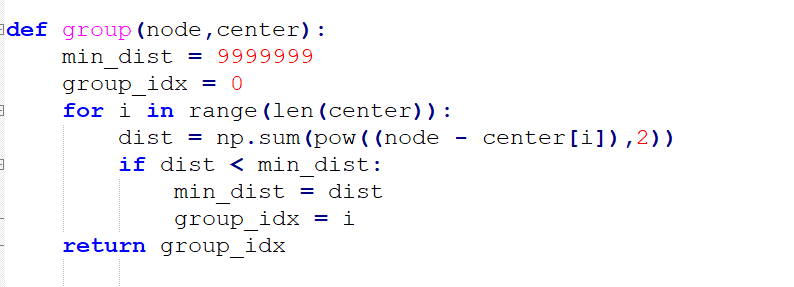 def group(node,center):
    min_dist = 9999999
    group_idx = 0
    for i in range(len(center)):
        dist = np.sum(pow((node - center[i]),2))
        if dist < min_dist:
            min_dist = dist
            group_idx = i
    return group_idx